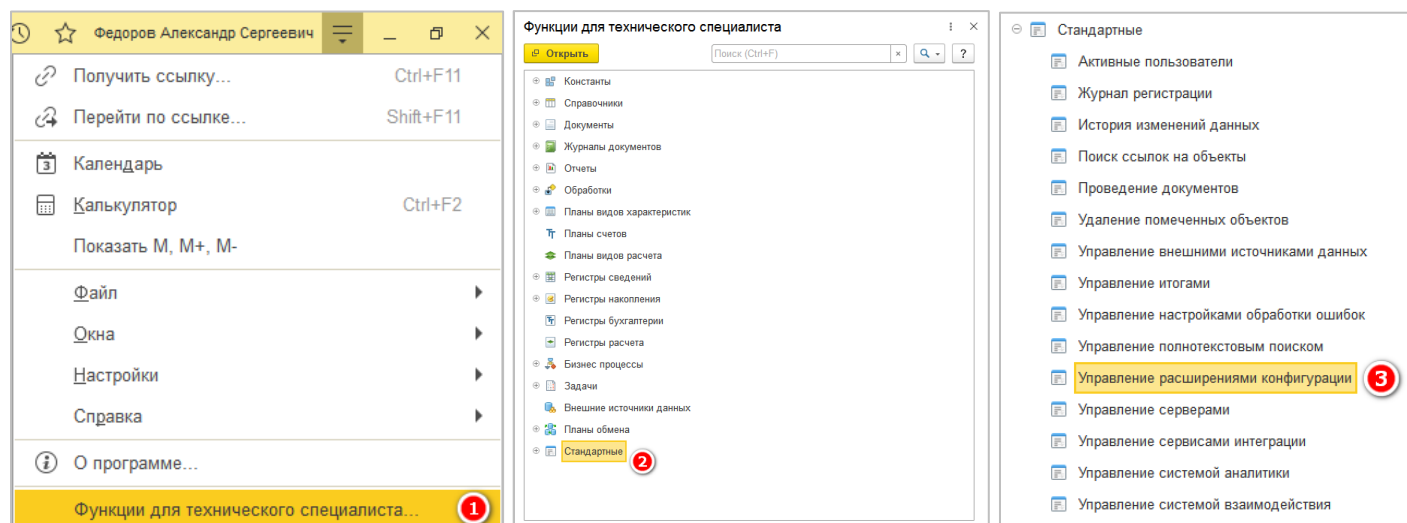 Федоров Александр Сергеевич
Получить ссылку... Ctrl+F11
Перейти по ссылке... Shift+F11
3 Календарь
Калькулятор Ctrl+F2
Показать M, M+, M-
Файл
Окна
Настройки
Справка
О программе...
Функции для технического специалиста... 1
Функции для технического специалиста
Открыть Поиск (Ctrl+F) × ?
Константы
Справочники
Документы
Журналы документов
Отчеты
Обработки
Планы видов характеристик
Планы счетов
Планы видов расчета
Регистры сведений
Регистры накопления
Регистры бухгалтерии
Регистры расчета
Бизнес процессы
Задачи
Внешние источники данных
Планы обмена
Стандартные 2
Стандартные
Активные пользователи
Журнал регистрации
История изменений данных
Поиск ссылок на объекты
Проведение документов
Удаление помеченных объектов
Управление внешними источниками данных
Управление итогами
Управление настройками обработки ошибок
Управление полнотекстовым поиском
Управление расширениями конфигурации 3
Управление серверами
Управление сервисами интеграции
Управление системой аналитики
Управление системой взаимодействия